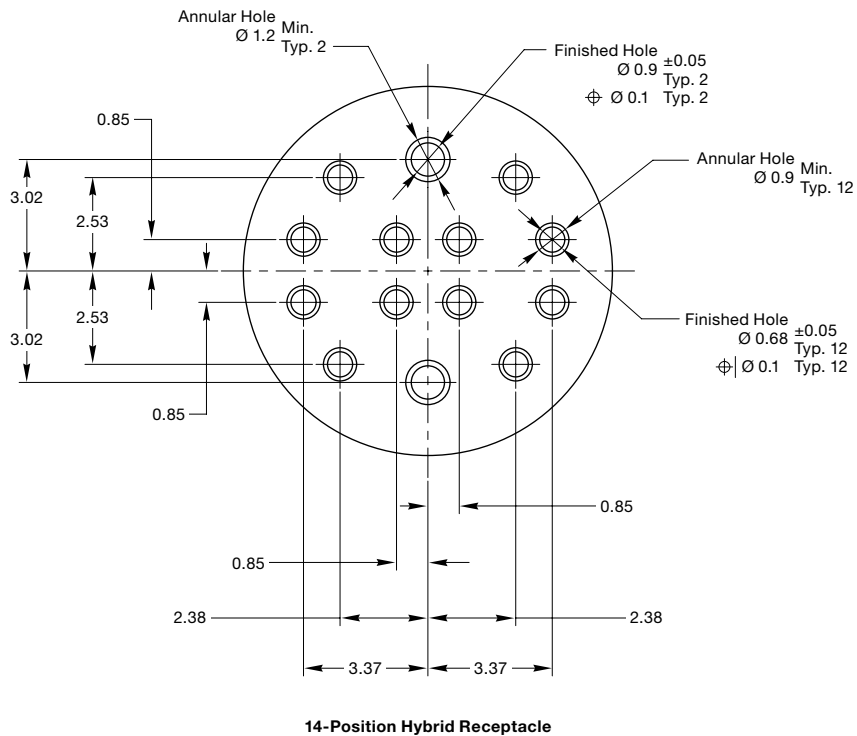 Annular Hole
Ø 1.2 Min.
Typ. 2
Finished Hole
Ø 0.9 ±0.05
Typ. 2
⌖ Ø 0.1 Typ. 2
0.85
Annular Hole
Ø 0.9 Min.
Typ. 12
3.02
2.53
2.53
3.02
Finished Hole
Ø 0.68 ±0.05
Typ. 12
⌖ Ø 0.1 Typ. 12
0.85
0.85
0.85
2.38
2.38
3.37
3.37
14-Position Hybrid Receptacle